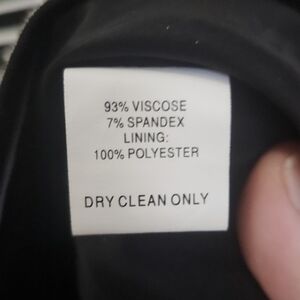 93% VISCOSE
7% SPANDEX
LINING:
100% POLYESTER
DRY CLEAN ONLY